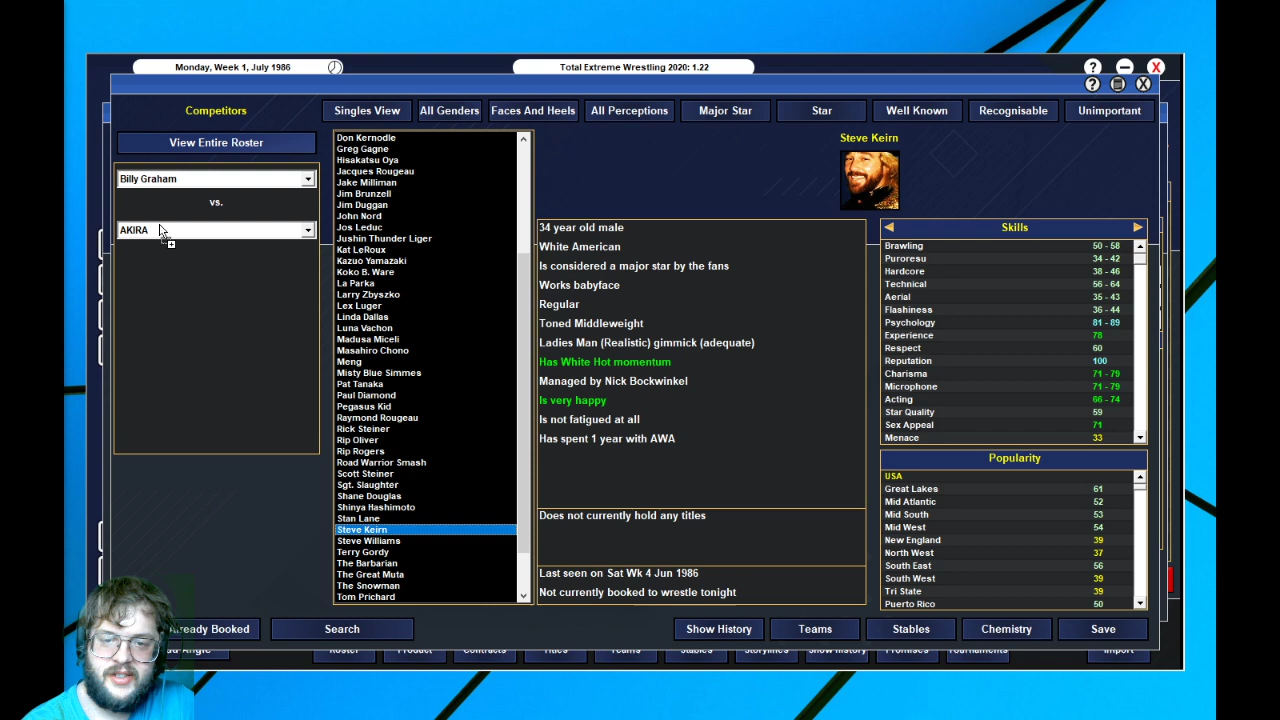 Monday, Week 1, July 1986
Total Extreme Wrestling 2020: 1.22
?
X
?
X
Competitors
Singles View
All Genders
Faces And Heels
All Perceptions
Major Star
Star
Well Known
Recognisable
Unimportant
View Entire Roster
Billy Graham
vs.
AKIRA
Don Kernodle
Greg Gagne
Hisakatsu Oya
Jacques Rougeau
Jake Milliman
Jim Brunzell
Jim Duggan
John Nord
Jos Leduc
Jushin Thunder Liger
Kat LeRoux
Kazuo Yamazaki
Koko B. Ware
La Parka
Larry Zbyszko
Lex Luger
Linda Dallas
Luna Vachon
Madusa Miceli
Masahiro Chono
Meng
Misty Blue Simmes
Pat Tanaka
Paul Diamond
Pegasus Kid
Raymond Rougeau
Rick Steiner
Rip Oliver
Rip Rogers
Road Warrior Smash
Scott Steiner
Sgt. Slaughter
Shane Douglas
Shinya Hashimoto
Stan Lane
Steve Keirn
Steve Williams
Terry Gordy
The Barbarian
The Great Muta
The Snowman
Tom Prichard
Steve Keirn
34 year old male
White American
Is considered a major star by the fans
Works babyface
Regular
Toned Middleweight
Ladies Man (Realistic) gimmick (adequate)
Has White Hot momentum
Managed by Nick Bockwinkel
Is very happy
Is not fatigued at all
Has spent 1 year with AWA
Does not currently hold any titles
Last seen on Sat Wk 4 Jun 1986
Not currently booked to wrestle tonight
Skills
Brawling 50 - 58
Puroresu 34 - 42
Hardcore 38 - 46
Technical 56 - 64
Aerial 35 - 43
Flashiness 36 - 44
Psychology 81 - 89
Experience 78
Respect 60
Reputation 100
Charisma 71 - 79
Microphone 71 - 79
Acting 66 - 74
Star Quality 59
Sex Appeal 71
Menace 33
Popularity
USA
Great Lakes 61
Mid Atlantic 52
Mid South 53
Mid West 54
New England 39
North West 37
South East 56
South West 39
Tri State 39
Puerto Rico 50
Already Booked
Search
Show History
Teams
Stables
Chemistry
Save
Roster
Product
Contracts
Titles
Teams
Stables
Storylines
Show History
Promises
Tournaments
Import